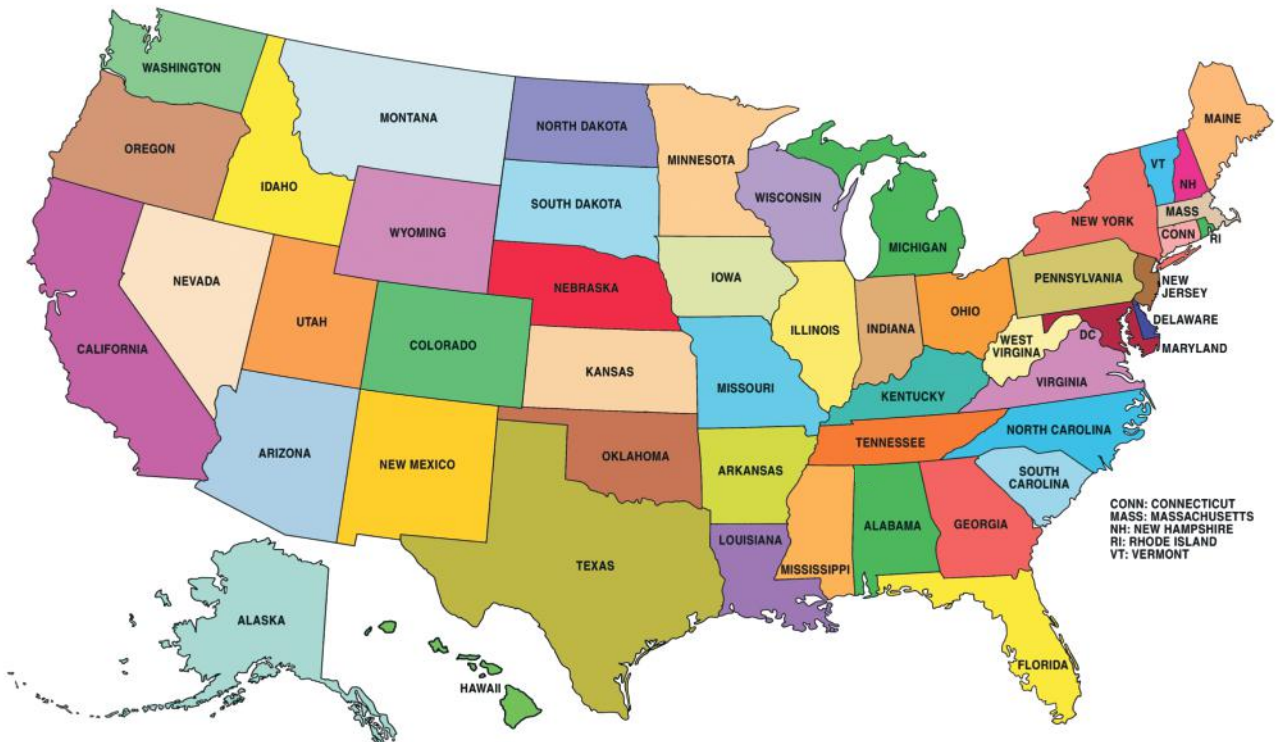 WASHINGTON
OREGON
IDAHO
MONTANA
NORTH DAKOTA
SOUTH DAKOTA
WYOMING
MINNESOTA
WISCONSIN
MICHIGAN
MAINE
VT
NH
MASS
CONN
RI
NEW YORK
PENNSYLVANIA
NEW
JERSEY
DELAWARE
MARYLAND
DC
NEVADA
UTAH
CALIFORNIA
COLORADO
NEBRASKA
IOWA
ILLINOIS
INDIANA
OHIO
WEST
VIRGINA
VIRGINIA
KANSAS
MISSOURI
KENTUCKY
ARIZONA
NEW MEXICO
OKLAHOMA
ARKANSAS
TENNESSEE
NORTH CAROLINA
SOUTH
CAROLINA
TEXAS
LOUISIANA
MISSISSIPPI
ALABAMA
GEORGIA
FLORIDA
ALASKA
HAWAII
CONN: CONNECTICUT
MASS: MASSACHUSETTS
NH: NEW HAMPSHIRE
RI: RHODE ISLAND
VT: VERMONT